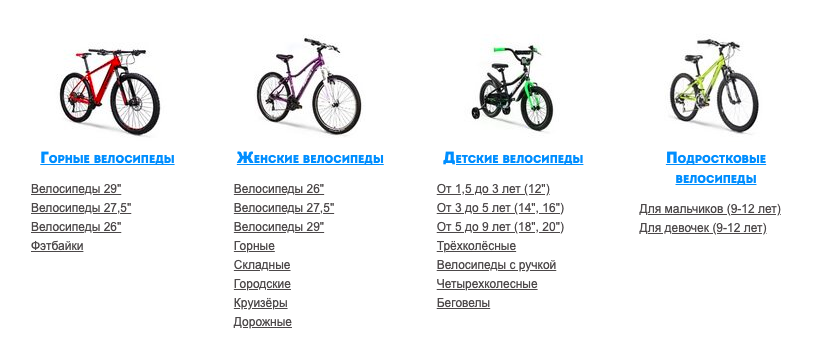 Горные велосипеды
Велосипеды 29"
Велосипеды 27,5"
Велосипеды 26"
Фэтбайки
Женские велосипеды
Велосипеды 26"
Велосипеды 27,5"
Велосипеды 29"
Горные
Складные
Городские
Круизёры
Дорожные
Детские велосипеды
От 1,5 до 3 лет (12")
От 3 до 5 лет (14", 16")
От 5 до 9 лет (18", 20")
Трёхколёсные
Велосипеды с ручкой
Четырехколесные
Беговелы
Подростковые
велосипеды
Для мальчиков (9-12 лет)
Для девочек (9-12 лет)